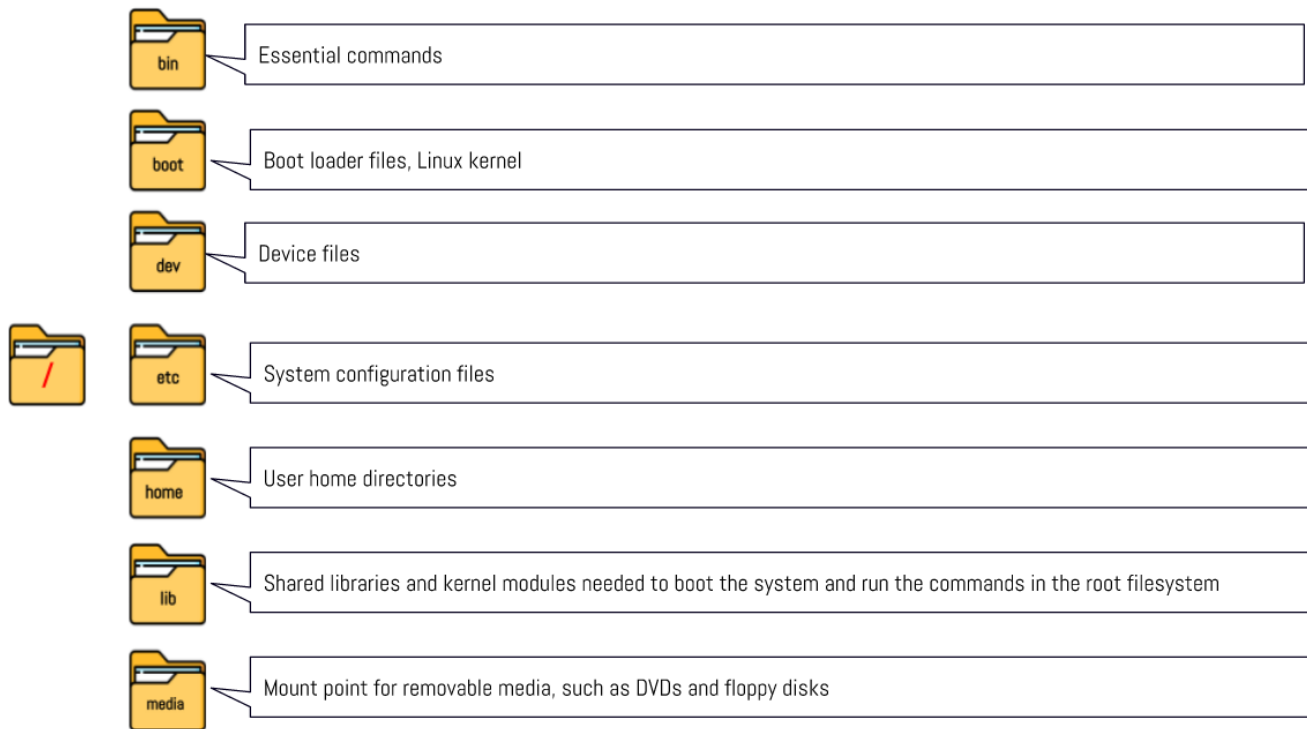 bin
Essential commands
boot
Boot loader files, Linux kernel
dev
Device files
/
etc
System configuration files
home
User home directories
lib
Shared libraries and kernel modules needed to boot the system and run the commands in the root filesystem
media
Mount point for removable media, such as DVDs and floppy disks